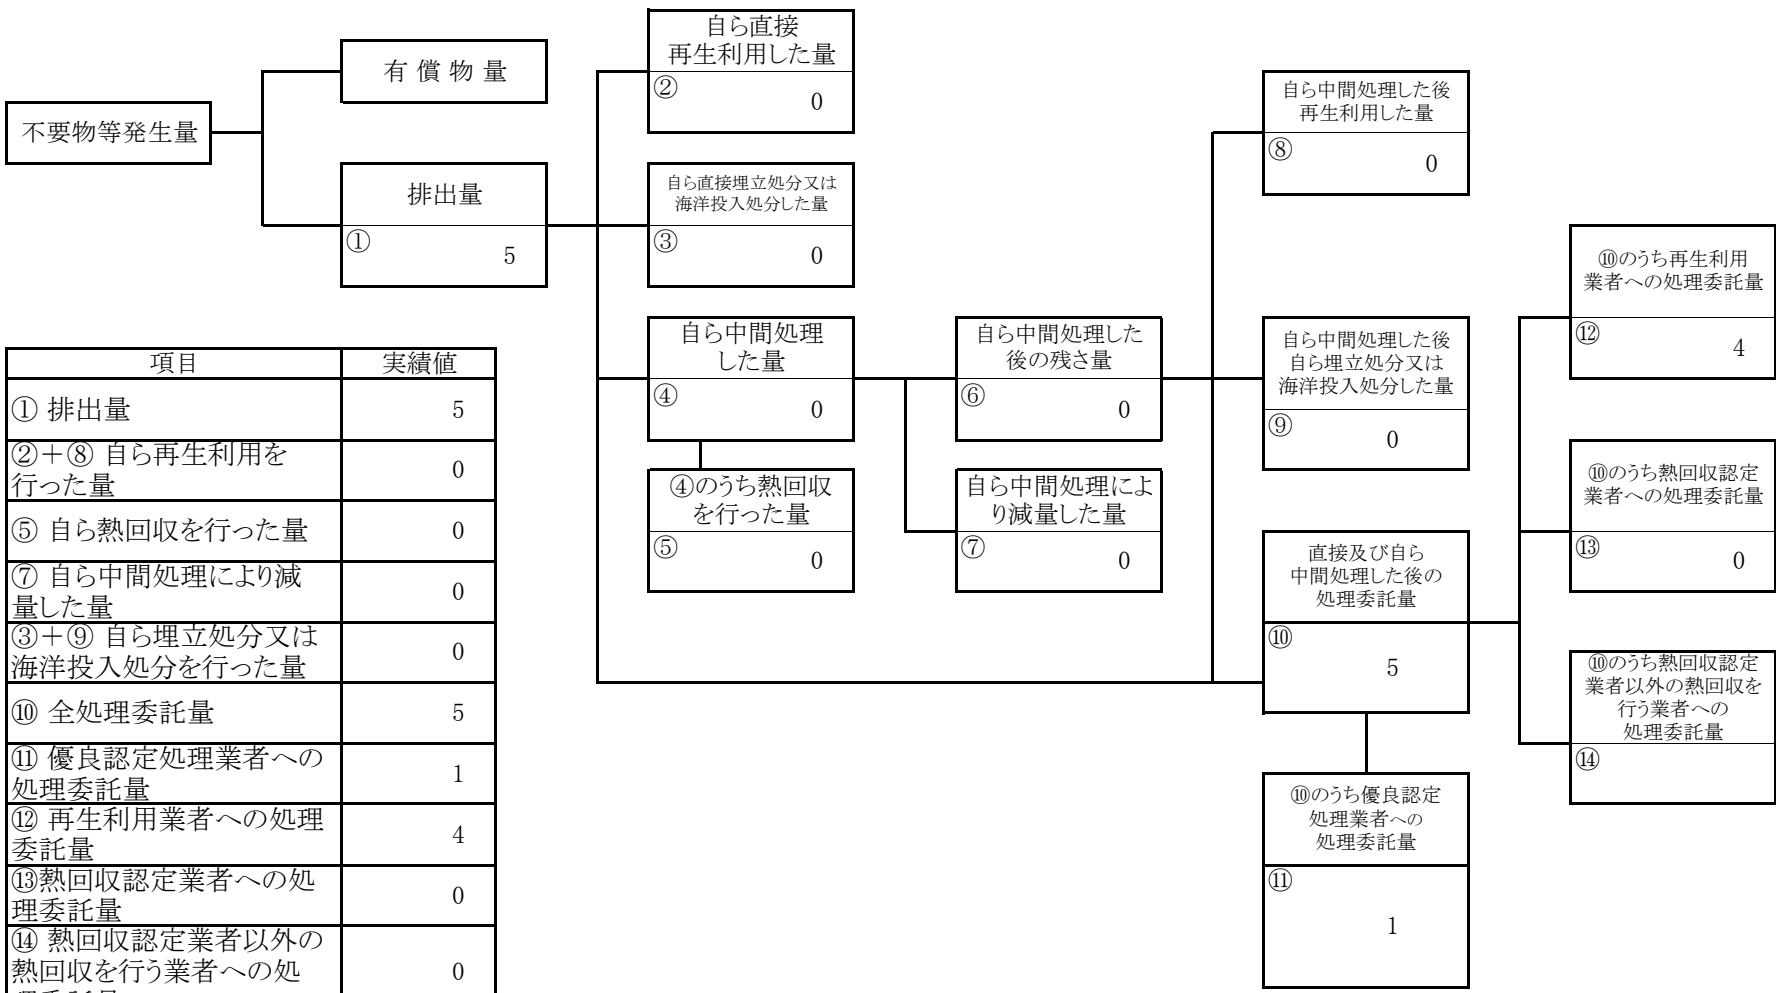 不要物等発生量
有 償 物 量
排出量
①
5
自ら直接
再生利用した量
②
0
自ら直接埋立処分又は
海洋投入処分した量
③
0
自ら中間処理
した量
④
0
④のうち熱回収
を行った量
⑤
0
自ら中間処理した
後の残さ量
⑥
0
自ら中間処理によ
り減量した量
⑦
0
自ら中間処理した後
再生利用した量
⑧
0
自ら中間処理した後
自ら埋立処分又は
海洋投入処分した量
⑨
0
直接及び自ら
中間処理した後の
処理委託量
⑩
5
⑩のうち優良認定
処理業者への
処理委託量
⑪
1
⑩のうち再生利用
業者への処理委託量
⑫
4
⑩のうち熱回収認定
業者への処理委託量
⑬
0
⑩のうち熱回収認定
業者以外の熱回収を
行う業者への
処理委託量
⑭
項目 実績値
① 排出量 5
②＋⑧ 自ら再生利用を
行った量 0
⑤ 自ら熱回収を行った量 0
⑦ 自ら中間処理により減
量した量 0
③＋⑨ 自ら埋立処分又は
海洋投入処分を行った量 0
⑩ 全処理委託量 5
⑪ 優良認定処理業者への
処理委託量 1
⑫ 再生利用業者への処理
委託量 4
⑬熱回収認定業者への処
理委託量 0
⑭ 熱回収認定業者以外の
熱回収を行う業者への処 0